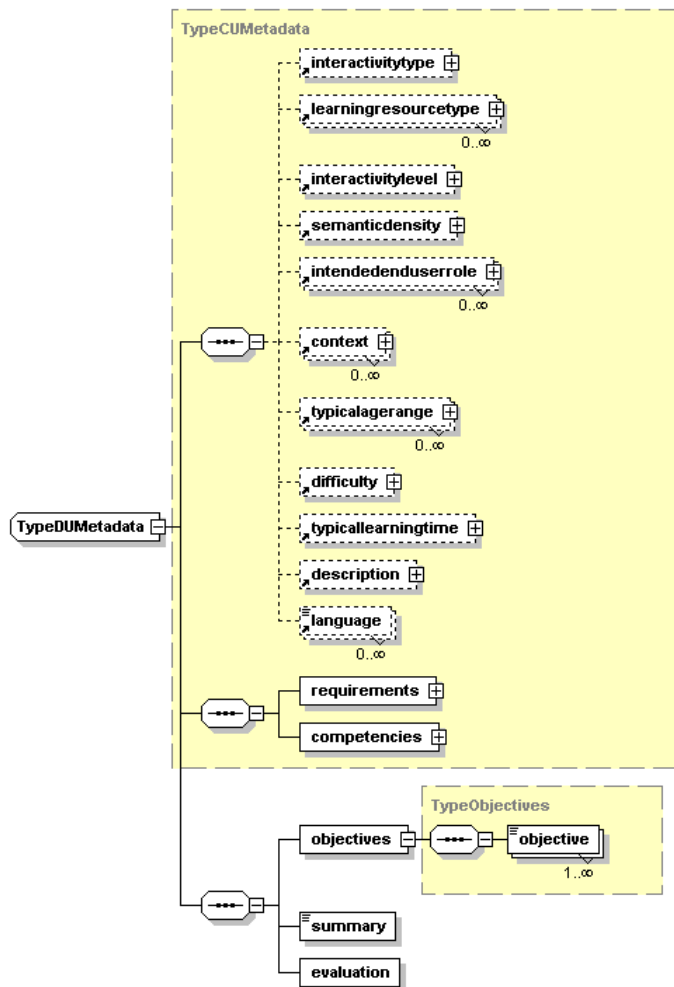 TypeCUMetadata
interactivitytype
learningresourcetype
0..∞
interactivitylevel
semanticdensity
intendedenduserrole
0..∞
context
0..∞
typicalagerange
0..∞
difficulty
TypeDUMetadata
typicallearningtime
description
language
0..∞
requirements
competencies
TypeObjectives
objectives
objective
1..∞
summary
evaluation